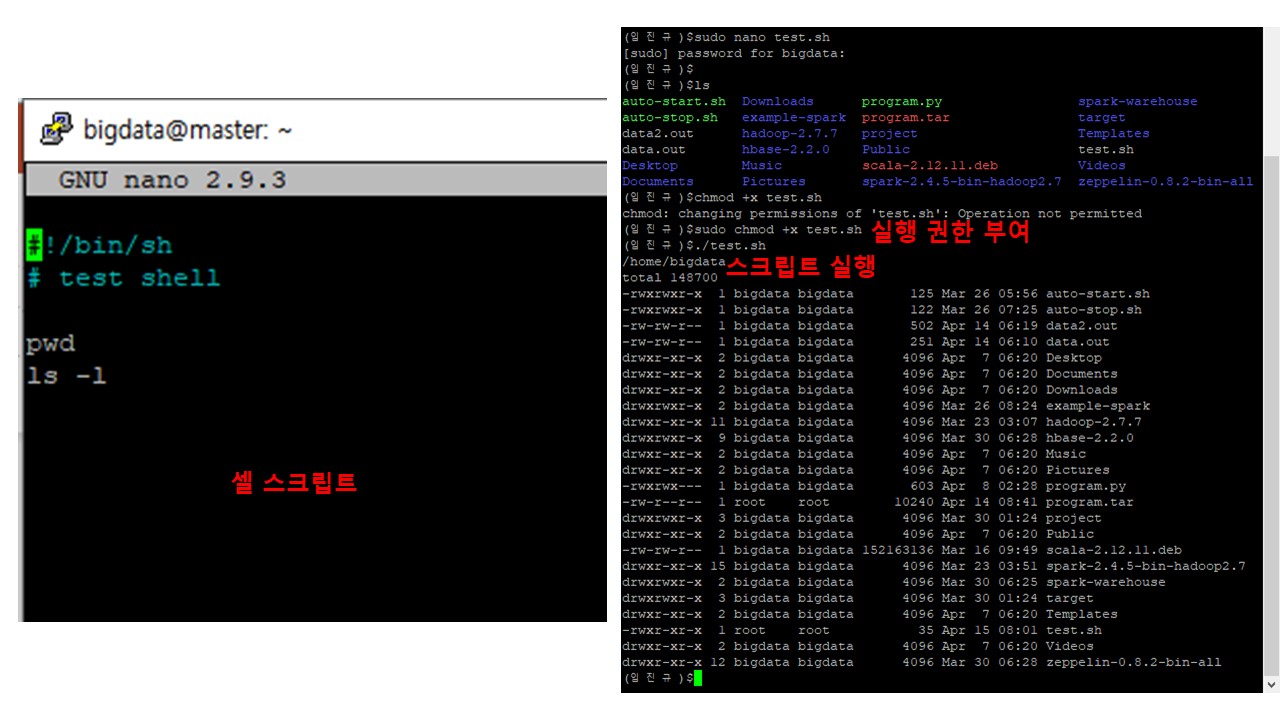 bigdata@master: ~
GNU nano 2.9.3
#!/bin/sh
# test shell
pwd
ls -l
셀 스크립트
(임 진 규 )$sudo nano test.sh
[sudo] password for bigdata:
(임 진 규 )$
(임 진 규 )$ls
auto-start.sh Downloads program.py spark-warehouse
auto-stop.sh example-spark program.tar target
data2.out hadoop-2.7.7 project Templates
data.out hbase-2.2.0 Public test.sh
Desktop Music scala-2.12.11.deb Videos
Documents Pictures spark-2.4.5-bin-hadoop2.7 zeppelin-0.8.2-bin-all
(임 진 규 )$chmod +x test.sh
chmod: changing permissions of 'test.sh': Operation not permitted
(임 진 규 )$sudo chmod +x test.sh 실행 권한 부여
(임 진 규 )$./test.sh
/home/bigdata 스크립트 실행
total 148700
-rwxrwxr-x 1 bigdata bigdata 125 Mar 26 05:56 auto-start.sh
-rwxrwxr-x 1 bigdata bigdata 122 Mar 26 07:25 auto-stop.sh
-rw-rw-r-- 1 bigdata bigdata 502 Apr 14 06:19 data2.out
-rw-rw-r-- 1 bigdata bigdata 251 Apr 14 06:10 data.out
drwxr-xr-x 2 bigdata bigdata 4096 Apr 7 06:20 Desktop
drwxr-xr-x 2 bigdata bigdata 4096 Apr 7 06:20 Documents
drwxr-xr-x 2 bigdata bigdata 4096 Apr 7 06:20 Downloads
drwxrwxr-x 2 bigdata bigdata 4096 Mar 26 08:24 example-spark
drwxr-xr-x 11 bigdata bigdata 4096 Mar 23 03:07 hadoop-2.7.7
drwxrwxr-x 9 bigdata bigdata 4096 Mar 30 06:28 hbase-2.2.0
drwxr-xr-x 2 bigdata bigdata 4096 Apr 7 06:20 Music
drwxr-xr-x 2 bigdata bigdata 4096 Apr 7 06:20 Pictures
-rwxrwx--- 1 bigdata bigdata 603 Apr 8 02:28 program.py
-rw-r--r-- 1 root root 10240 Apr 14 08:41 program.tar
drwxrwxr-x 3 bigdata bigdata 4096 Mar 30 01:24 project
drwxr-xr-x 2 bigdata bigdata 4096 Apr 7 06:20 Public
-rw-rw-r-- 1 bigdata bigdata 152163136 Mar 16 09:49 scala-2.12.11.deb
drwxr-xr-x 15 bigdata bigdata 4096 Mar 23 03:51 spark-2.4.5-bin-hadoop2.7
drwxrwxr-x 2 bigdata bigdata 4096 Mar 30 06:25 spark-warehouse
drwxrwxr-x 3 bigdata bigdata 4096 Mar 30 01:24 target
drwxr-xr-x 2 bigdata bigdata 4096 Apr 7 06:20 Templates
-rwxr-xr-x 1 root root 35 Apr 15 08:01 test.sh
drwxr-xr-x 2 bigdata bigdata 4096 Apr 7 06:20 Videos
drwxr-xr-x 12 bigdata bigdata 4096 Mar 30 06:28 zeppelin-0.8.2-bin-all
(임 진 규 )$